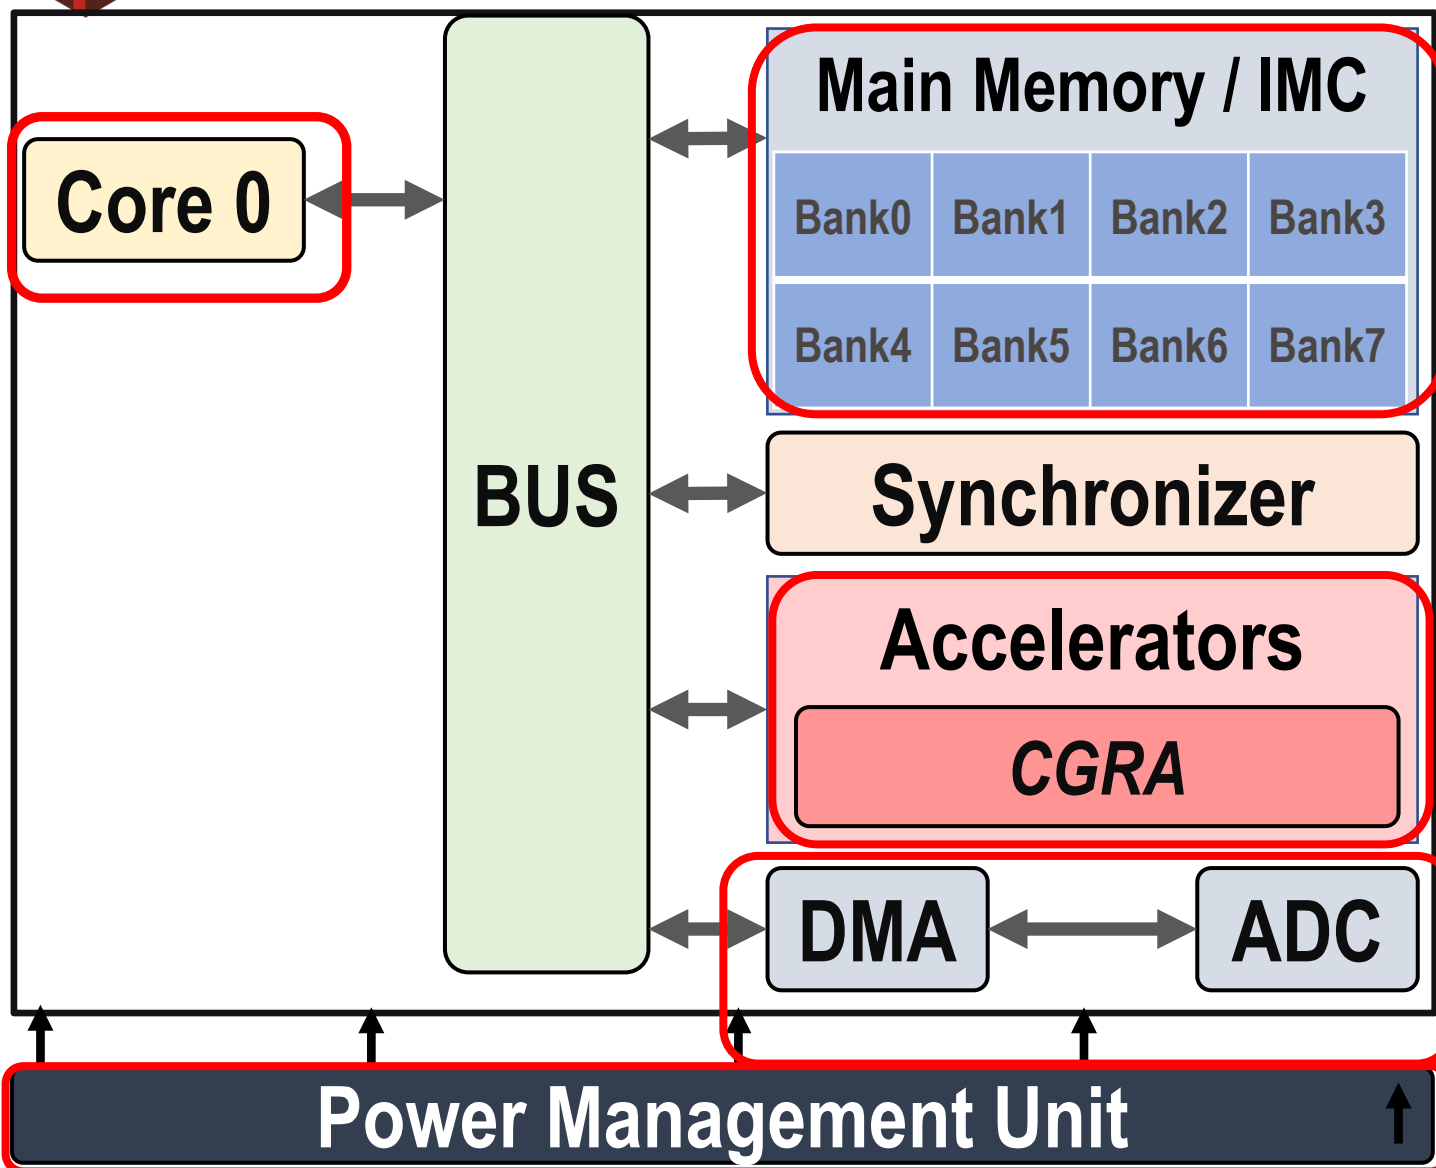 Main Memory / IMC
Core 0
Bank0 Bank1 Bank2 Bank3
Bank4 Bank5 Bank6 Bank7
BUS
Synchronizer
Accelerators
CGRA
DMA
ADC
Power Management Unit